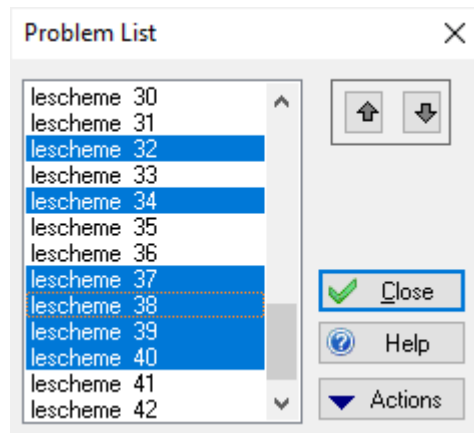 Problem List
lescheme 30
lescheme 31
lescheme 32
lescheme 33
lescheme 34
lescheme 35
lescheme 36
lescheme 37
lescheme 38
lescheme 39
lescheme 40
lescheme 41
lescheme 42
Close
Help
Actions